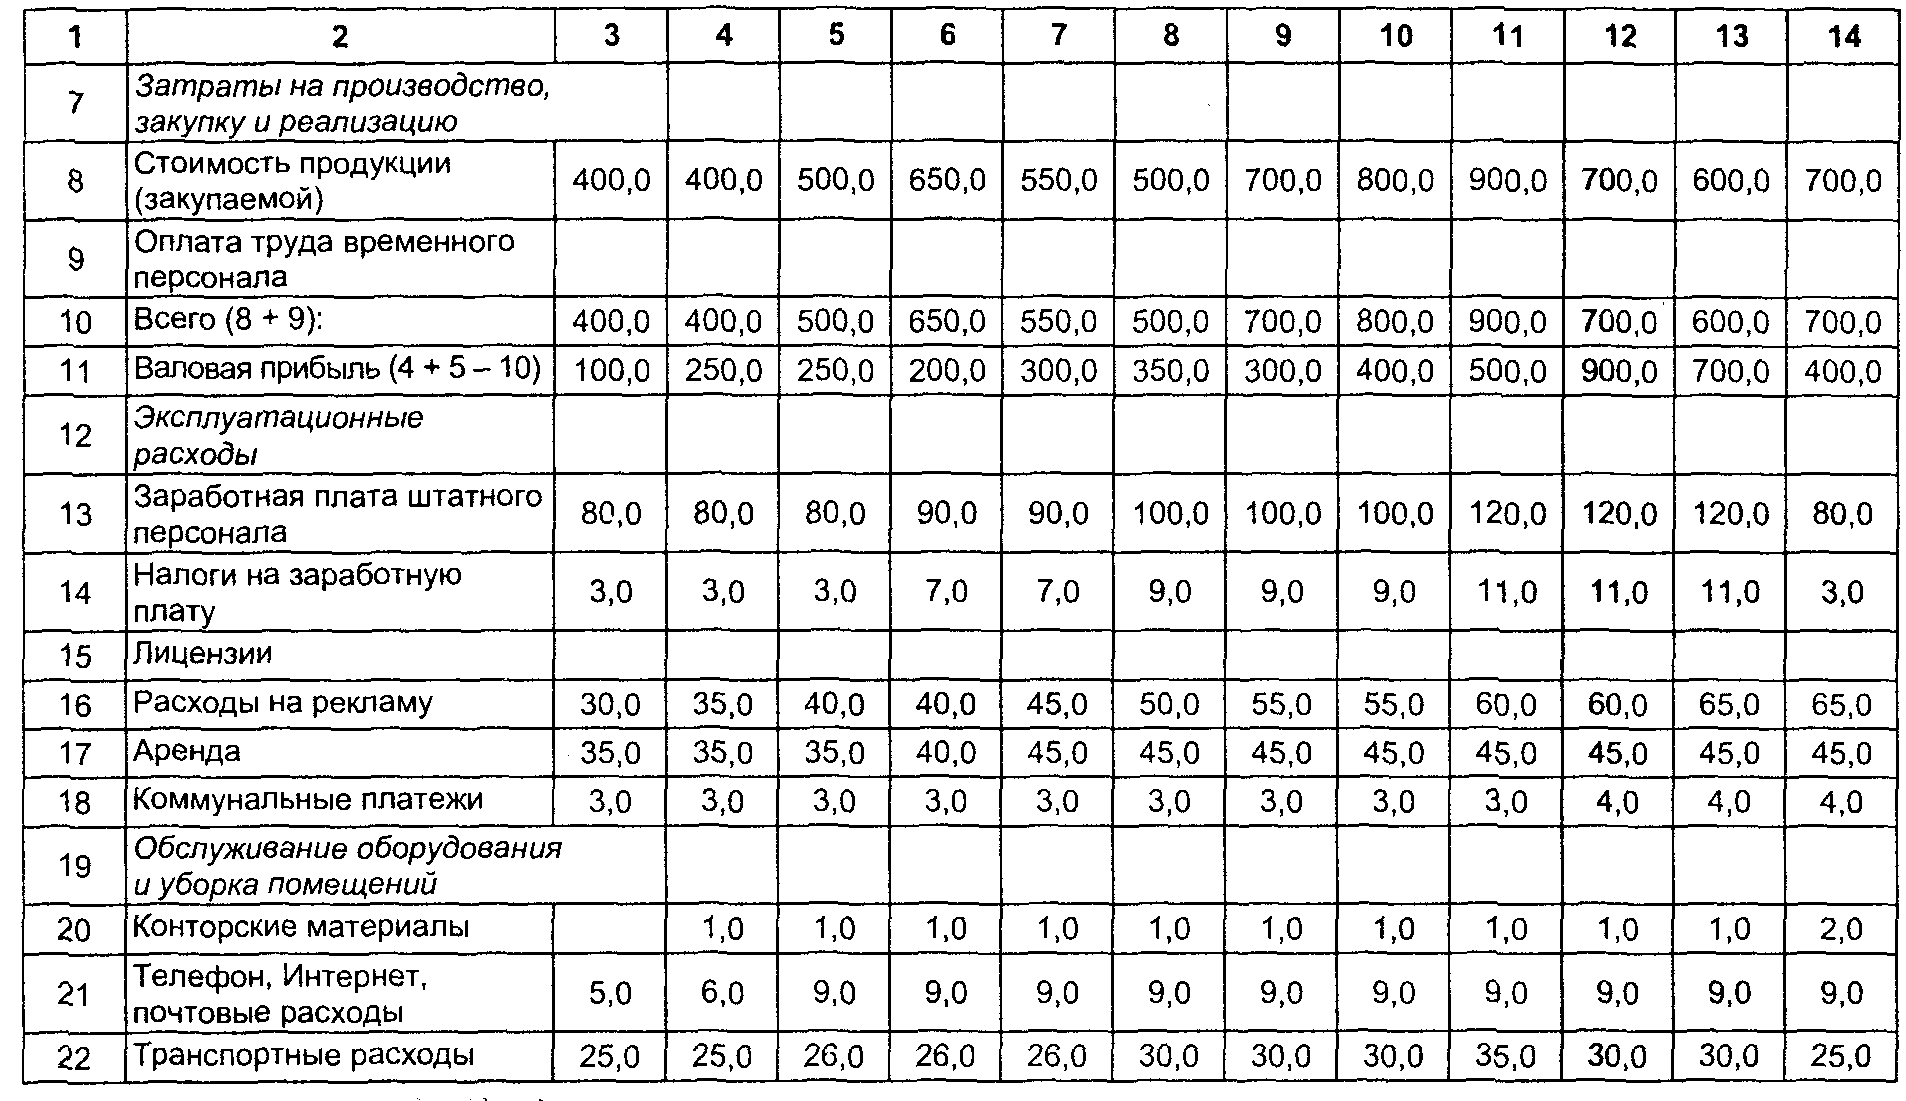 1 2 3 4 5 6 7 8 9 10 11 12 13 14
7 Затраты на производство,
закупку и реализацию
8 Стоимость продукции
(закупаемой) 400,0 400,0 500,0 650,0 550,0 500,0 700,0 800,0 900,0 700,0 600,0 700,0
9 Оплата труда временного
персонала
10 Всего (8 + 9): 400,0 400,0 500,0 650,0 550,0 500,0 700,0 800,0 900,0 700,0 600,0 700,0
11 Валовая прибыль (4 + 5 – 10) 100,0 250,0 250,0 200,0 300,0 350,0 300,0 400,0 500,0 900,0 700,0 400,0
12 Эксплуатационные
расходы
13 Заработная плата штатного
персонала 80,0 80,0 80,0 90,0 90,0 100,0 100,0 100,0 120,0 120,0 120,0 80,0
14 Налоги на заработную
плату 3,0 3,0 3,0 7,0 7,0 9,0 9,0 9,0 11,0 11,0 11,0 3,0
15 Лицензии
16 Расходы на рекламу 30,0 35,0 40,0 40,0 45,0 50,0 55,0 55,0 60,0 60,0 65,0 65,0
17 Аренда 35,0 35,0 35,0 40,0 45,0 45,0 45,0 45,0 45,0 45,0 45,0 45,0
18 Коммунальные платежи 3,0 3,0 3,0 3,0 3,0 3,0 3,0 3,0 3,0 4,0 4,0 4,0
19 Обслуживание оборудования
и уборка помещений
20 Конторские материалы 1,0 1,0 1,0 1,0 1,0 1,0 1,0 1,0 1,0 1,0 2,0
21 Телефон, Интернет,
почтовые расходы 5,0 6,0 9,0 9,0 9,0 9,0 9,0 9,0 9,0 9,0 9,0 9,0
22 Транспортные расходы 25,0 25,0 26,0 26,0 26,0 30,0 30,0 30,0 35,0 30,0 30,0 25,0